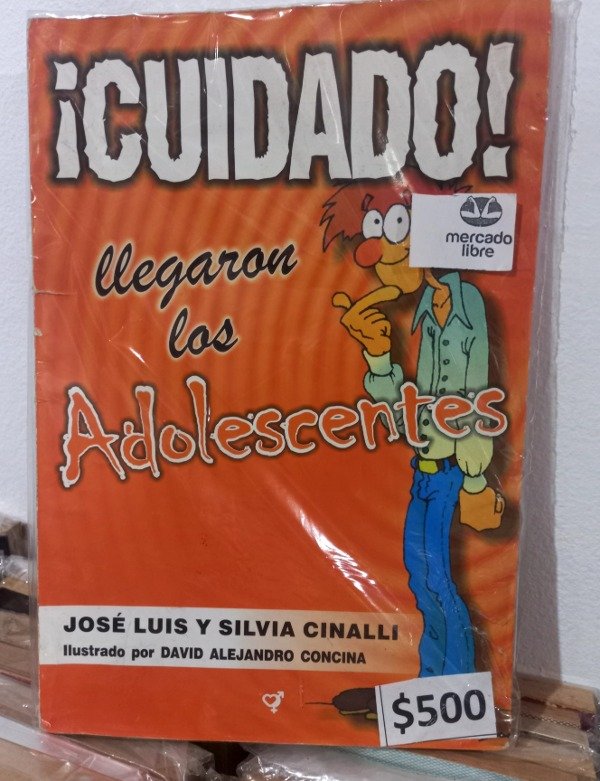 ¡CUIDADO!
mercado
libre
llegaron
los
Adolescentes
JOSÉ LUIS Y SILVIA CINALLI
Ilustrado por DAVID ALEJANDRO CONCINA
$500